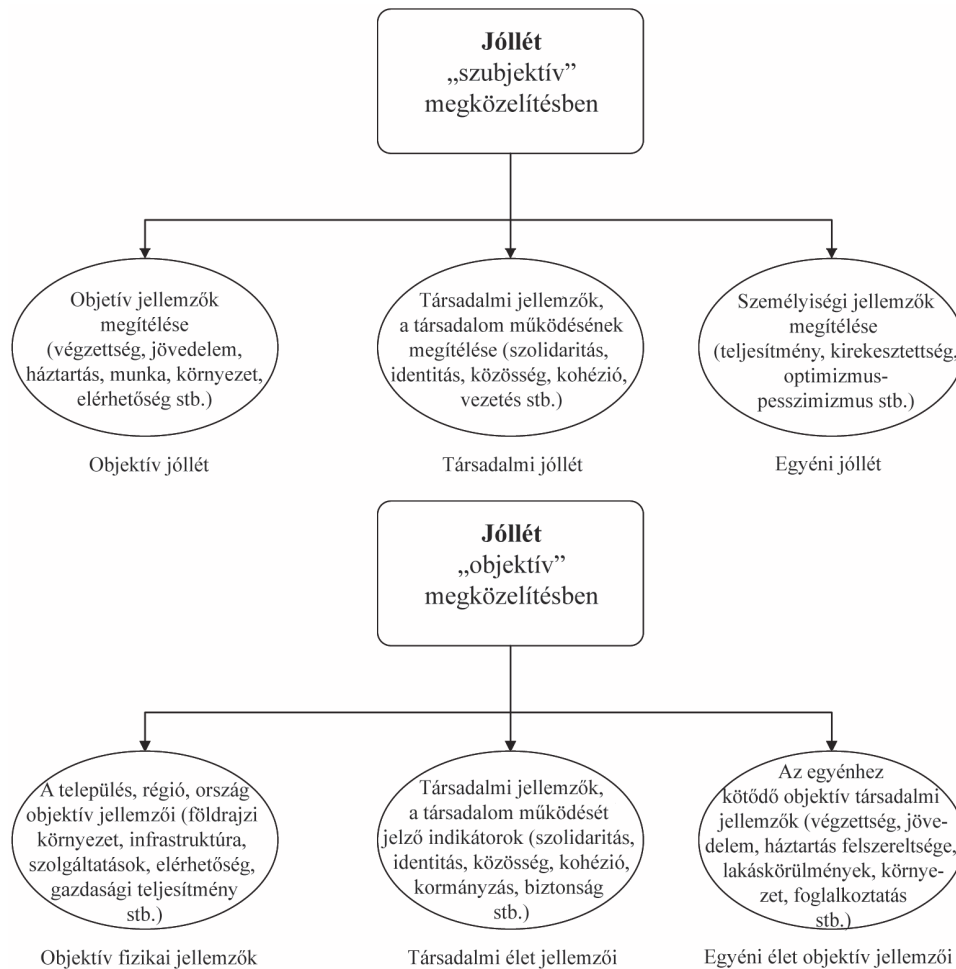 Jóllét
„szubjektív”
megközelítésben
Objetív jellemzők
megítélése
(végzettség, jövedelem,
háztartás, munka, környezet,
elérhetőség stb.)
Objektív jóllét
Társadalmi jellemzők,
a társadalom működésének
megítélése (szolidaritás,
identitás, közösség, kohézió,
vezetés stb.)
Társadalmi jóllét
Személyiségi jellemzők
megítélése
(teljesítmény, kirekesztettség,
optimizmus-
pesszimizmus stb.)
Egyéni jóllét
Jóllét
„objektív”
megközelítésben
A település, régió, ország
objektív jellemzői (földrajzi
környezet, infrastruktúra,
szolgáltatások, elérhetőség,
gazdasági teljesítmény
stb.)
Objektív fizikai jellemzők
Társadalmi jellemzők,
a társadalom működését
jelző indikátorok (szolidaritás,
identitás, közösség, kohézió,
kormányzás, biztonság
stb.)
Társadalmi élet jellemzői
Az egyénhez
kötődő objektív társadalmi
jellemzők (végzettség, jöve-
delem, háztartás felszereltsége,
lakáskörülmények, környe-
zet, foglalkoztatás
stb.)
Egyéni élet objektív jellemzői